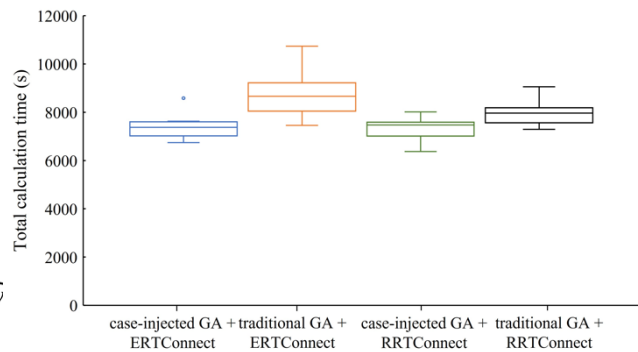 12000
10000
8000
6000
4000
2000
0
Total calculation time (s)
case-injected GA + ERTConnect
traditional GA + ERTConnect
case-injected GA + RRTConnect
traditional GA + RRTConnect